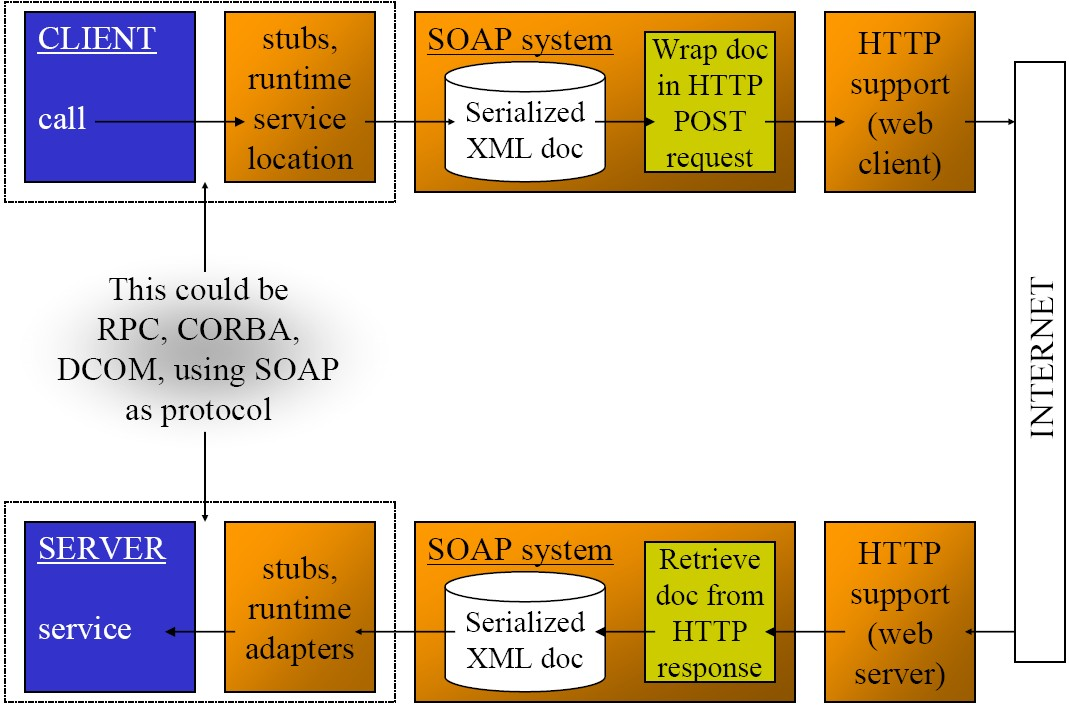 CLIENT
call
stubs,
runtime
service
location
SOAP system
Serialized
XML doc
Wrap doc
in HTTP
POST
request
HTTP
support
(web
client)
INTERNET
This could be
RPC, CORBA,
DCOM, using SOAP
as protocol
SERVER
service
stubs,
runtime
adapters
SOAP system
Serialized
XML doc
Retrieve
doc from
HTTP
response
HTTP
support
(web
server)